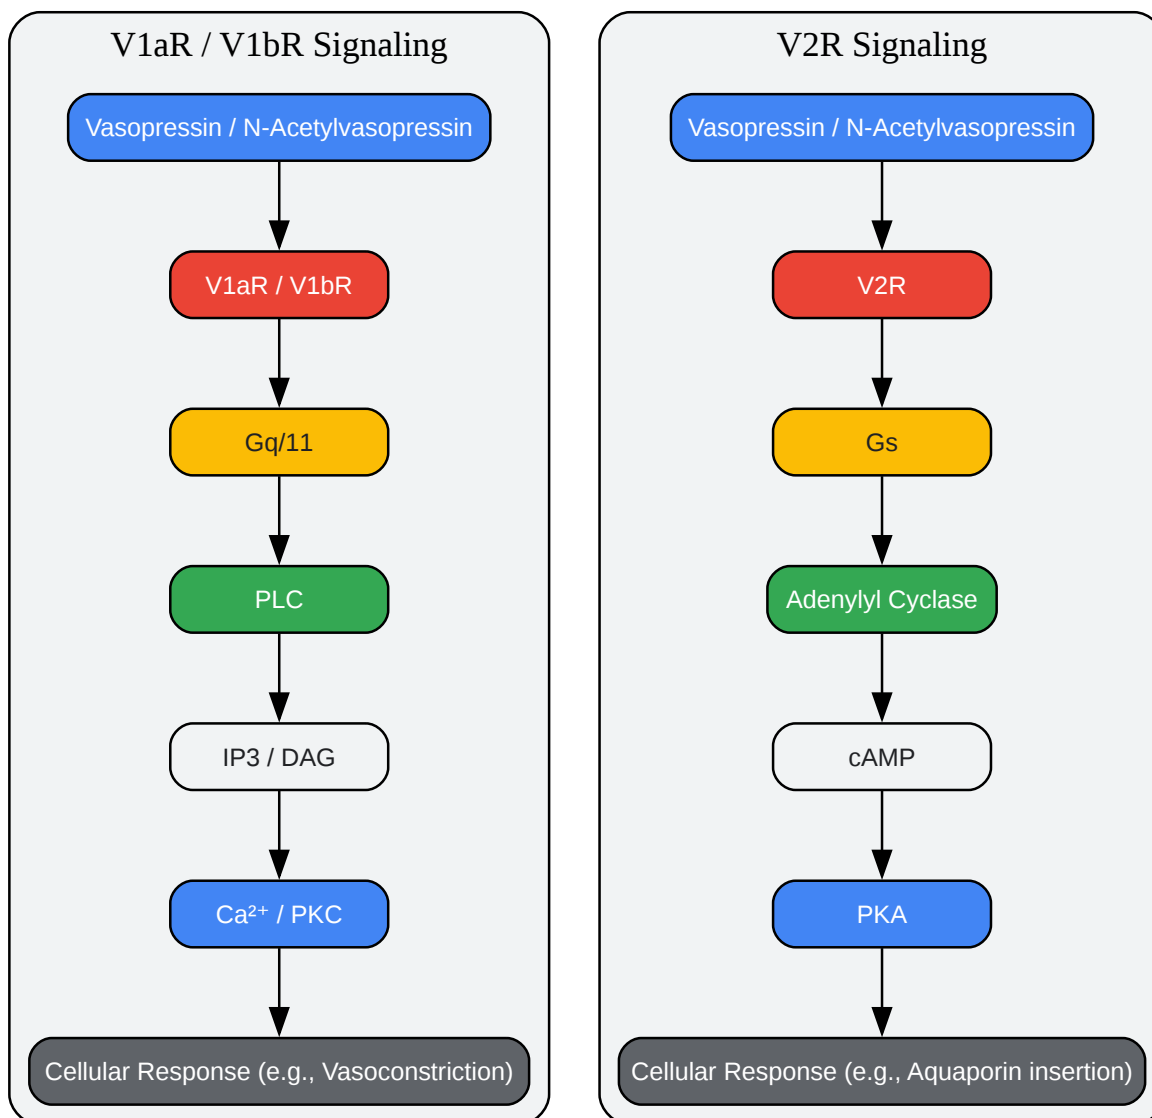 V1aR / V1bR Signaling
Vasopressin / N-Acetylvasopressin
V1aR / V1bR
Gq/11
PLC
IP3 / DAG
Ca²⁺ / PKC
Cellular Response (e.g., Vasoconstriction)
V2R Signaling
Vasopressin / N-Acetylvasopressin
V2R
Gs
Adenylyl Cyclase
cAMP
PKA
Cellular Response (e.g., Aquaporin insertion)